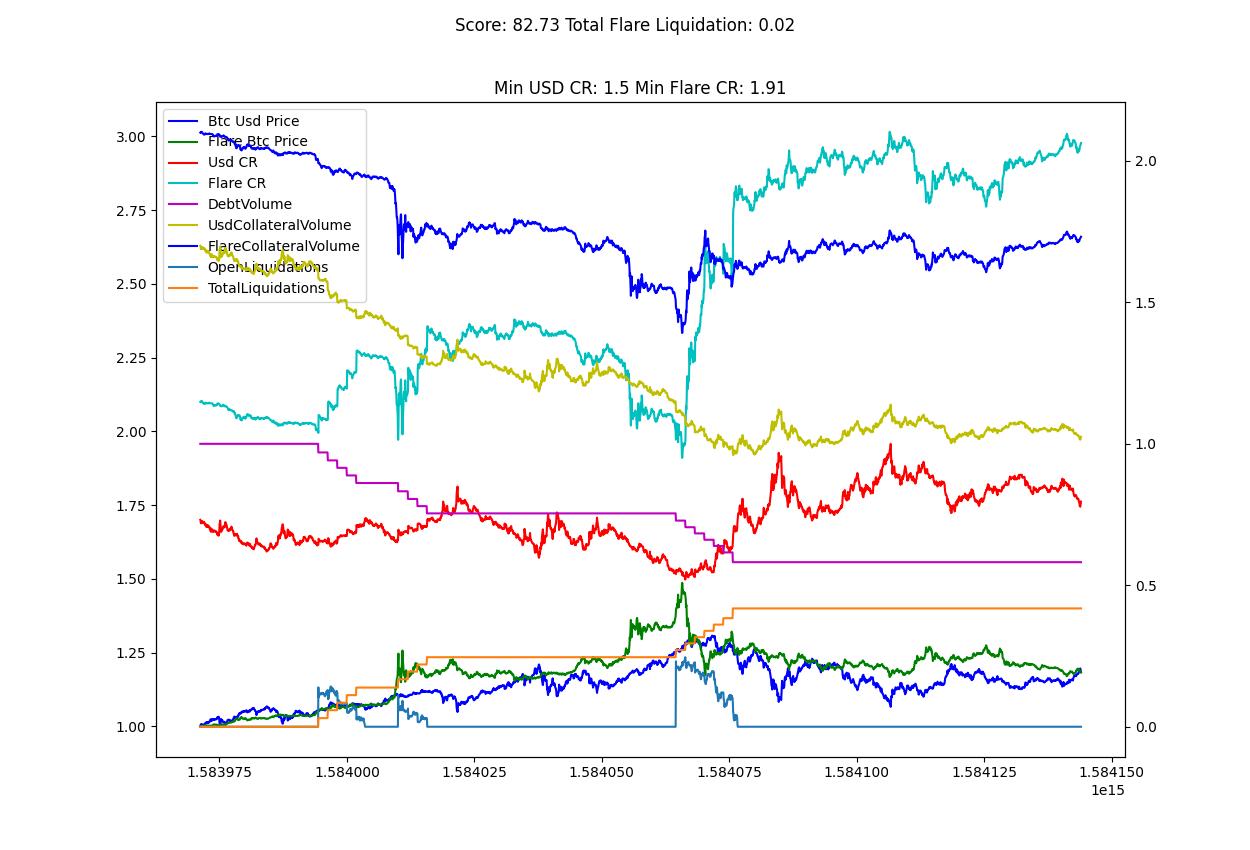 Score: 82.73 Total Flare Liquidation: 0.02
Min USD CR: 1.5 Min Flare CR: 1.91
Btc Usd Price
Flare Btc Price
Usd CR
Flare CR
DebtVolume
UsdCollateralVolume
FlareCollateralVolume
OpenLiquidations
TotalLiquidations
3.00
2.75
2.50
2.25
2.00
1.75
1.50
1.25
1.00
2.0
1.5
1.0
0.5
0.0
1.583975 1.584000 1.584025 1.584050 1.584075 1.584100 1.584125 1.584150
1e15